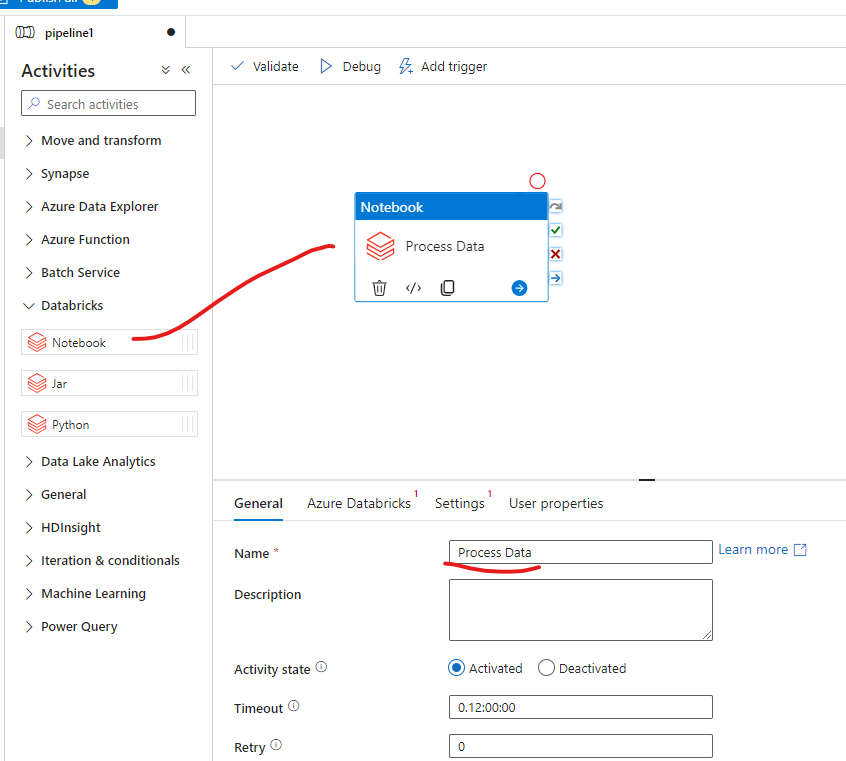 Publish all
pipeline1
Activities
Search activities
Move and transform
Synapse
Azure Data Explorer
Azure Function
Batch Service
Databricks
Notebook
Jar
Python
Data Lake Analytics
General
HDInsight
Iteration & conditionals
Machine Learning
Power Query
Validate
Debug
Add trigger
Notebook
Process Data
General
Azure Databricks 1
Settings 1
User properties
Name *
Process Data
Learn more
Description
Activity state
Activated
Deactivated
Timeout
0.12:00:00
Retry
0